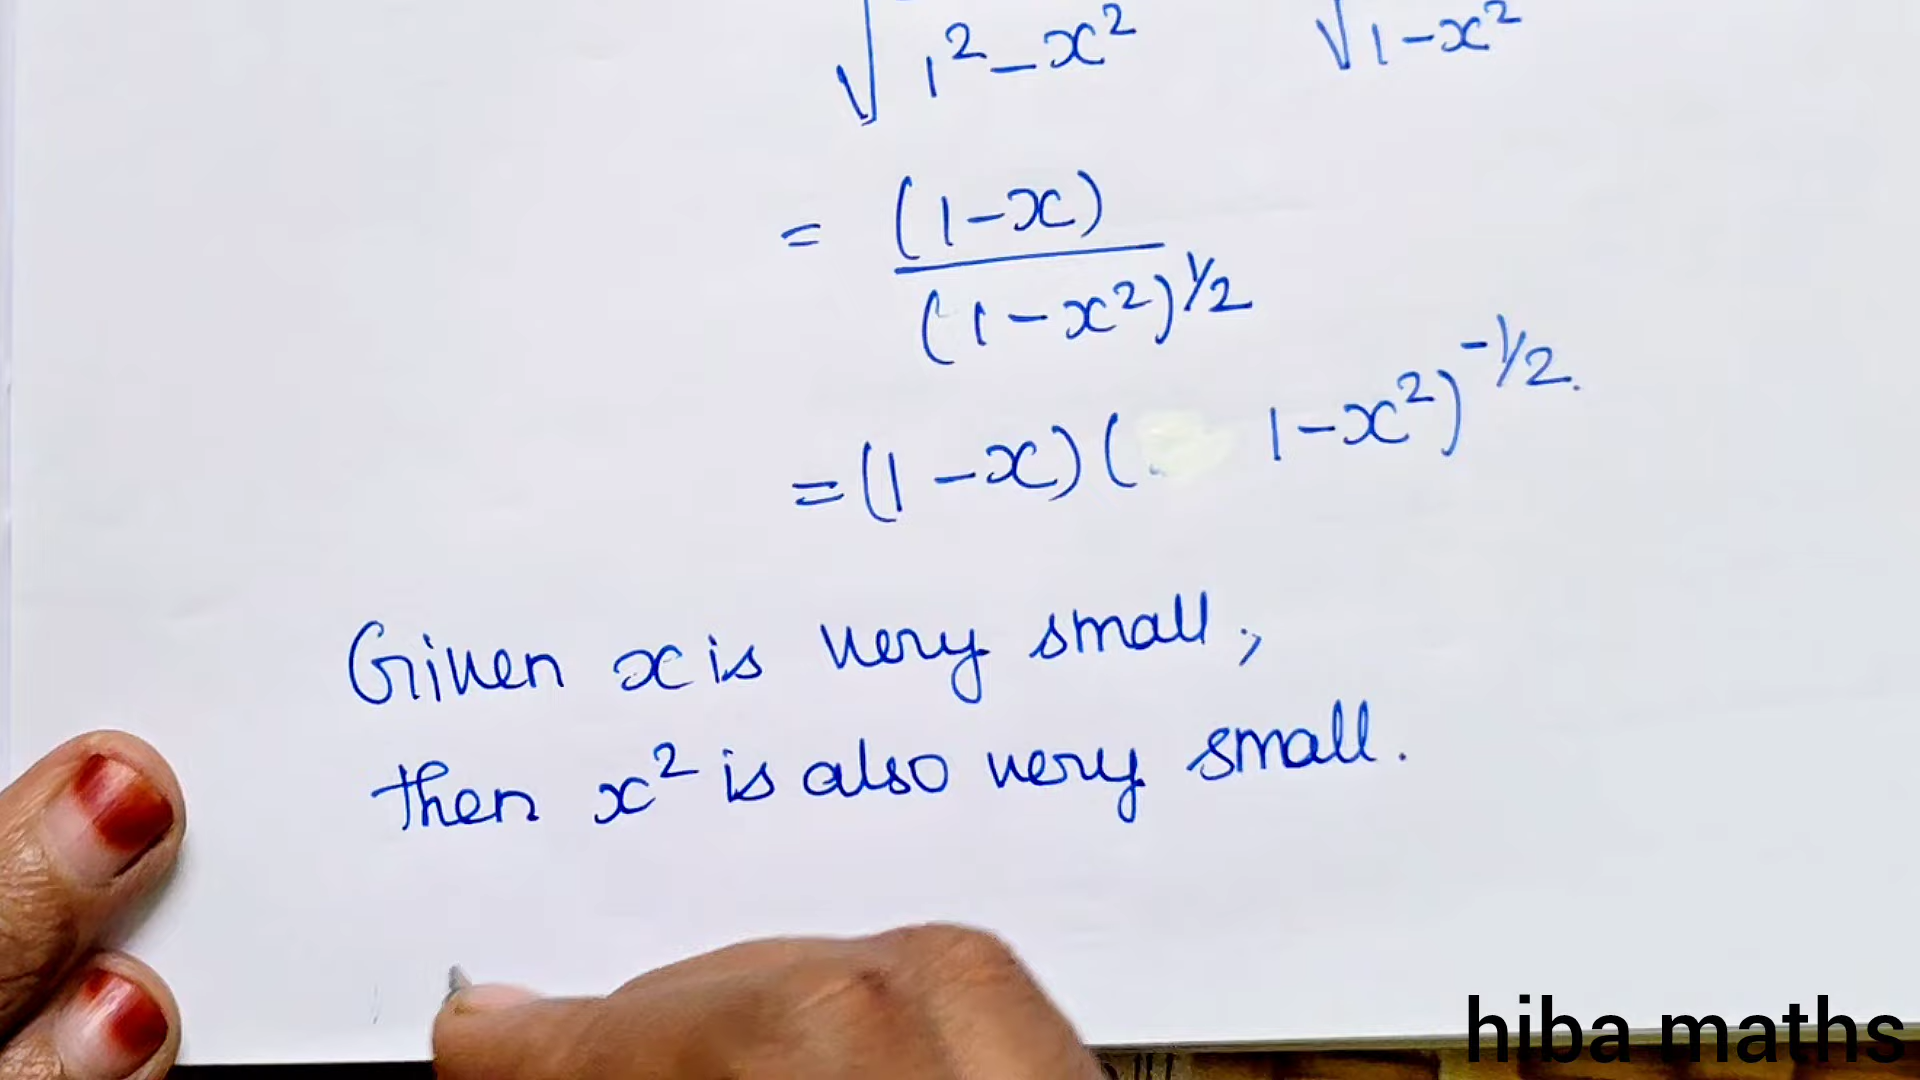 √1²-x² √1-x²
= (1-x)
(1-x²)^1/2
= (1-x)( 1-x²)^-1/2.
Given x is very small,
then x² is also very small.
hiba maths